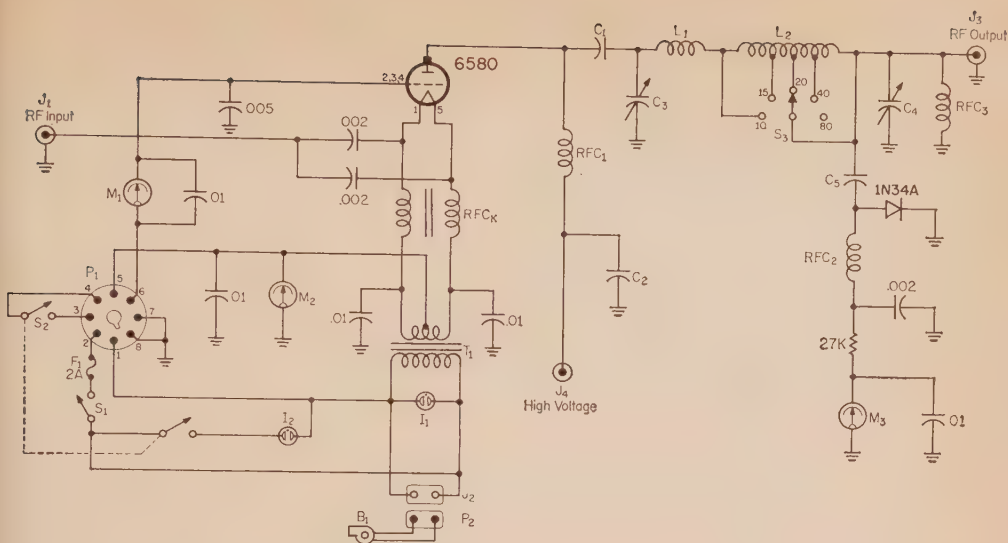 J₁
RF Input
.005
2,3,4
6580
1
5
.002
.002
M₁
.01
RFC_K
P₁
5
4
6
3
7
2
1
8
S₂
.01
M₂
.01
.01
T₁
F₁
2A
S₁
I₂
I₁
J₂
P₂
B₁
C₁
L₁
L₂
J₃
RF Output
C₃
15
20
40
10
80
S₃
C₄
RFC₃
RFC₁
C₅
1N34A
RFC₂
C₂
.002
27K
J₄
High Voltage
M₃
.01